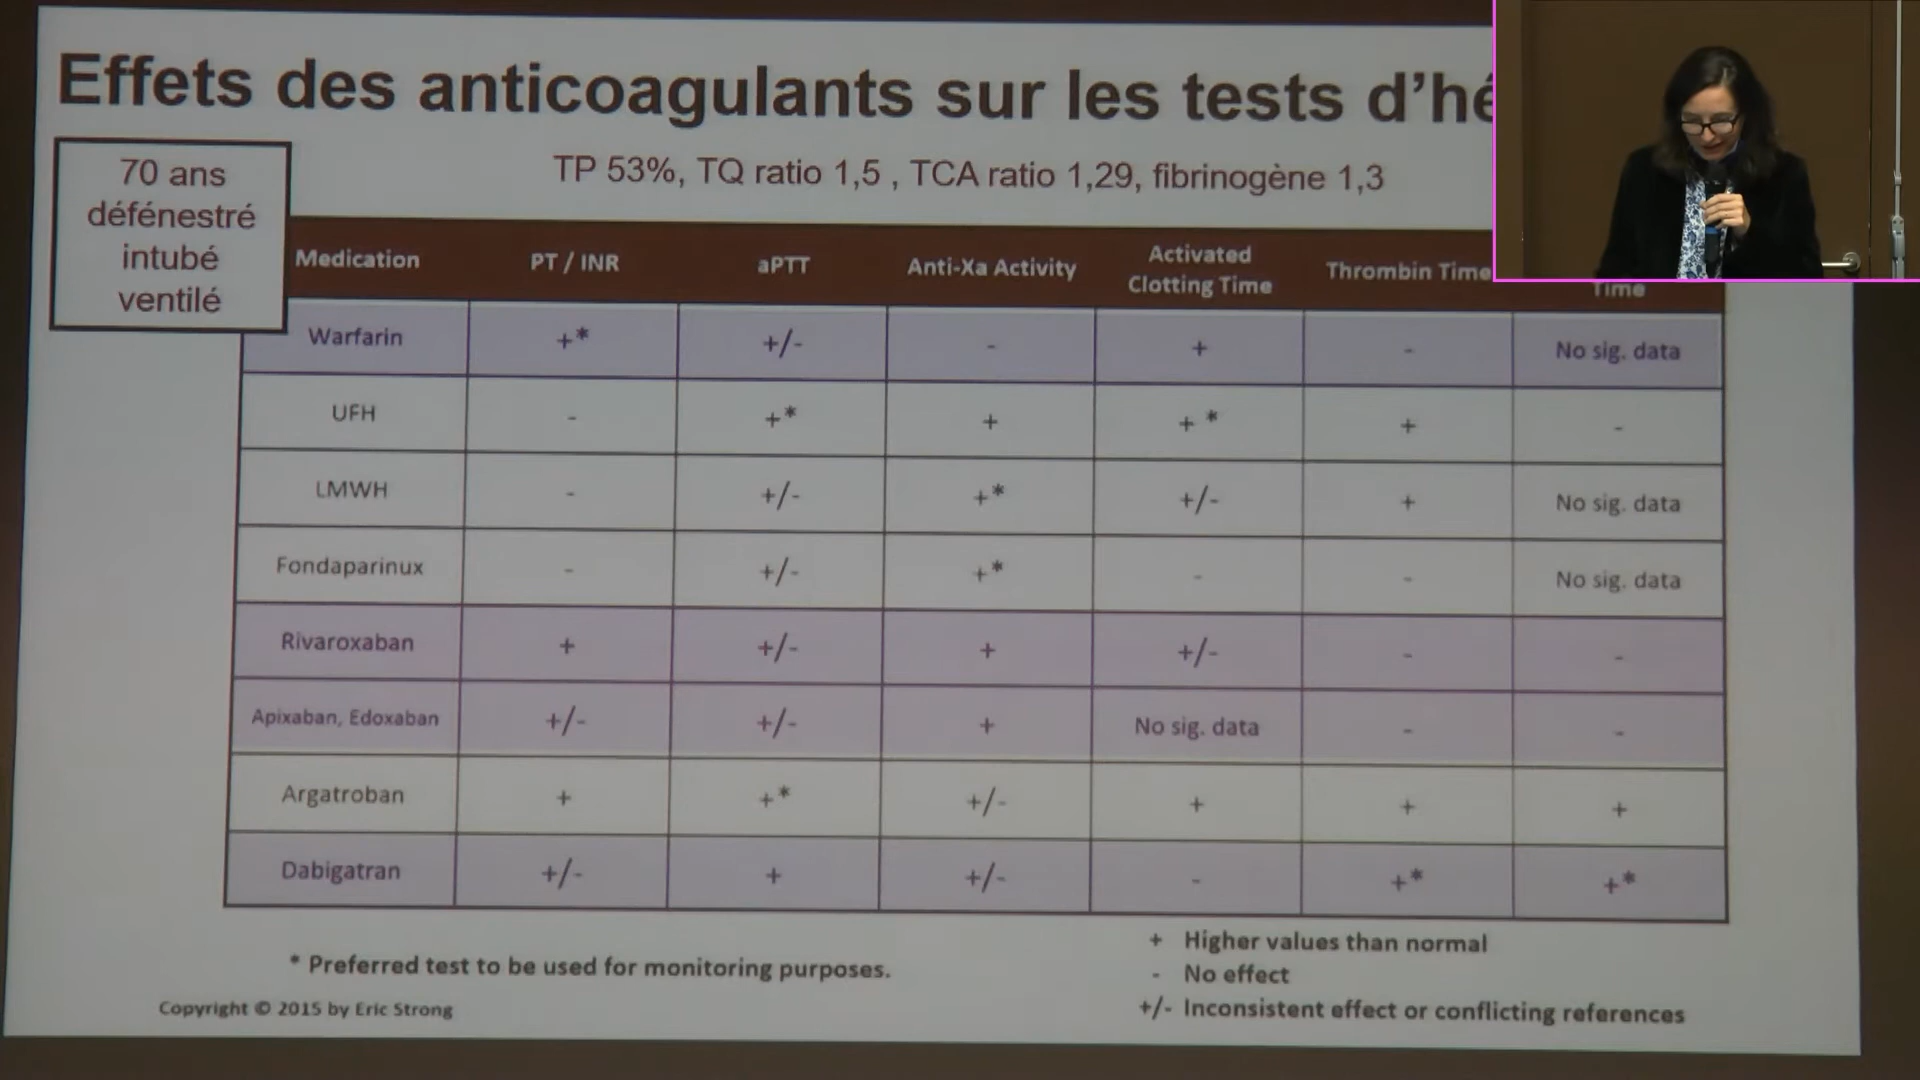 Effets des anticoagulants sur les tests d'hé
70 ans
défénestré
intubé
ventilé
TP 53%, TQ ratio 1,5 , TCA ratio 1,29, fibrinogène 1,3
Medication PT / INR aPTT Anti-Xa Activity Activated Clotting Time Thrombin Time Time
Warfarin +* +/- - + - No sig. data
UFH - +* + + * + -
LMWH - +/- +* +/- + No sig. data
Fondaparinux - +/- +* - - No sig. data
Rivaroxaban + +/- + +/- - -
Apixaban, Edoxaban +/- +/- + No sig. data - -
Argatroban + +* +/- + + +
Dabigatran +/- + +/- - +* +*
* Preferred test to be used for monitoring purposes.
+ Higher values than normal
- No effect
+/- Inconsistent effect or conflicting references
Copyright © 2015 by Eric Strong